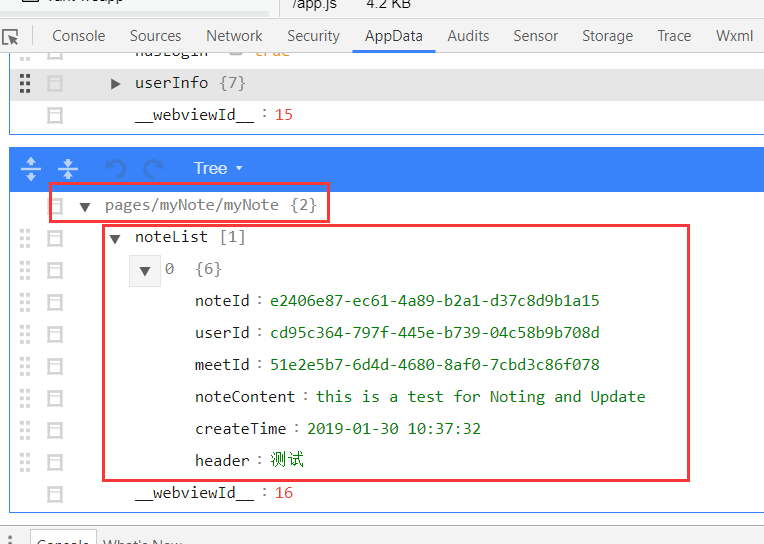 /app.js 4.2 KB
Console Sources Network Security AppData Audits Sensor Storage Trace Wxml
true
userInfo {7}
__webviewId__ : 15
Tree
pages/myNote/myNote {2}
noteList [1]
0 {6}
noteId : e2406e87-ec61-4a89-b2a1-d37c8d9b1a15
userId : cd95c364-797f-445e-b739-04c58b9b708d
meetId : 51e2e5b7-6d4d-4680-8af0-7cbd3c86f078
noteContent : this is a test for Noting and Update
createTime : 2019-01-30 10:37:32
header : 测试
__webviewId__ : 16
Console What's New